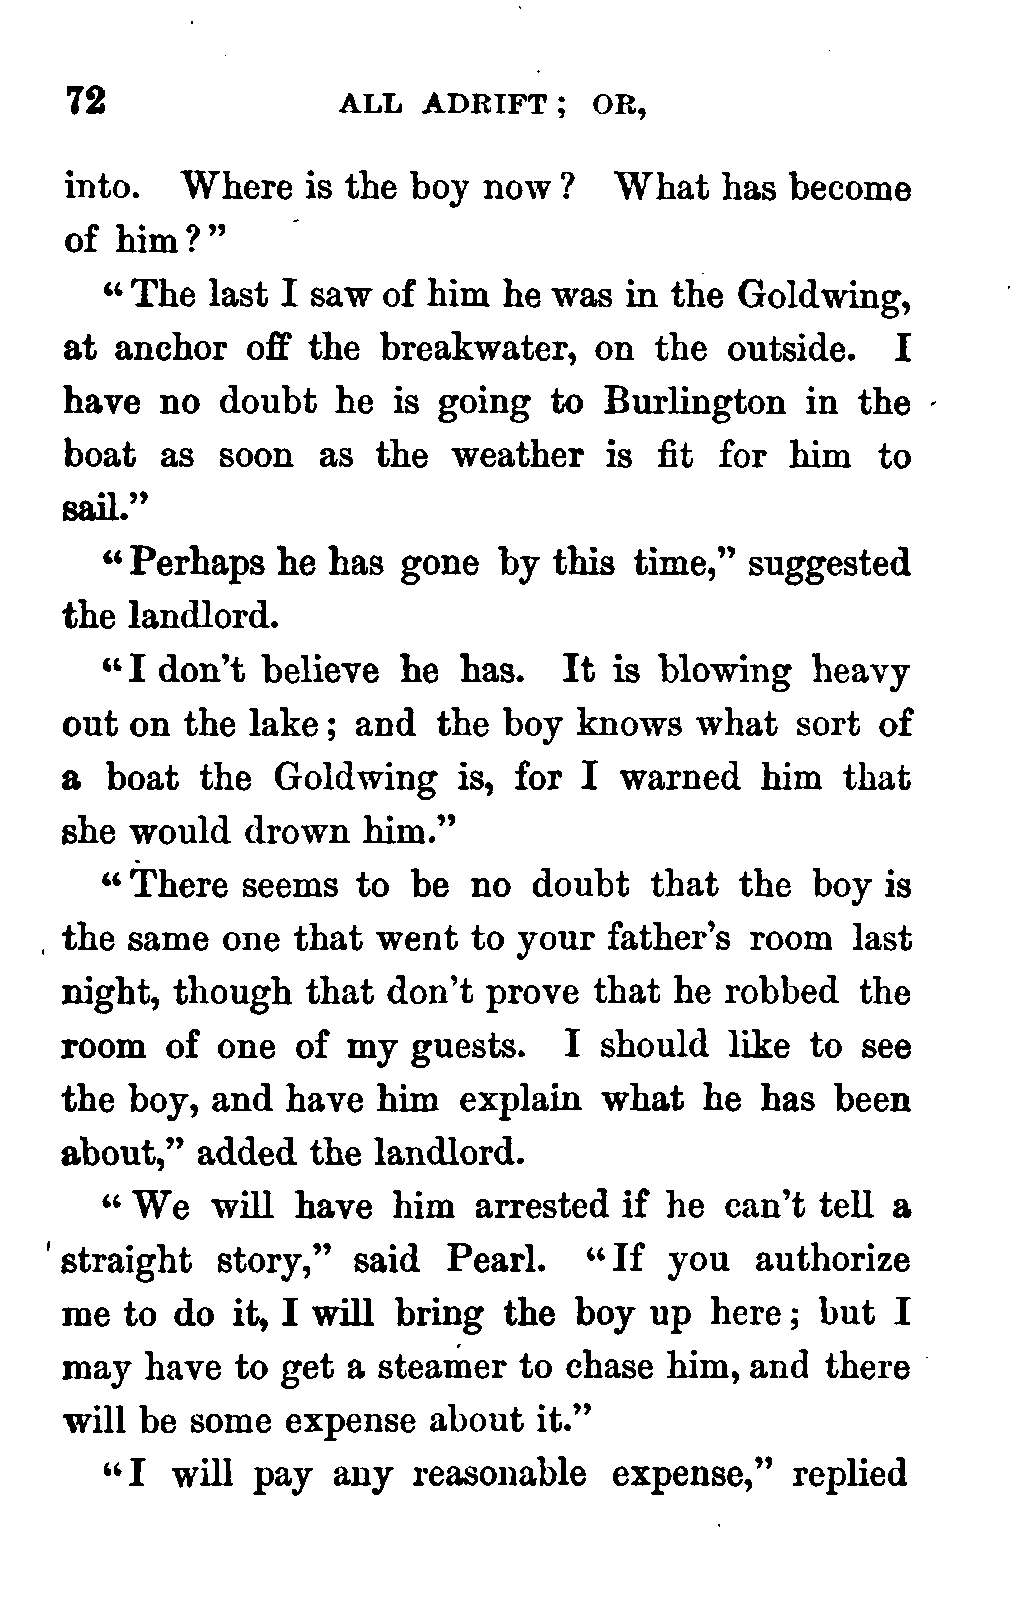 72 ALL ADRIFT; OR,
into. Where is the boy now? What has become
of him?”
“The last I saw of him he was in the Goldwing,
at anchor off the breakwater, on the outside. I
have no doubt he is going to Burlington in the
boat as soon as the weather is fit for him to
sail.”
“Perhaps he has gone by this time,” suggested
the landlord.
“I don’t believe he has. It is blowing heavy
out on the lake; and the boy knows what sort of
a boat the Goldwing is, for I warned him that
she would drown him.”
“There seems to be no doubt that the boy is
the same one that went to your father’s room last
night, though that don’t prove that he robbed the
room of one of my guests. I should like to see
the boy, and have him explain what he has been
about,” added the landlord.
“We will have him arrested if he can’t tell a
straight story,” said Pearl. “If you authorize
me to do it, I will bring the boy up here; but I
may have to get a steamer to chase him, and there
will be some expense about it.”
“I will pay any reasonable expense,” replied